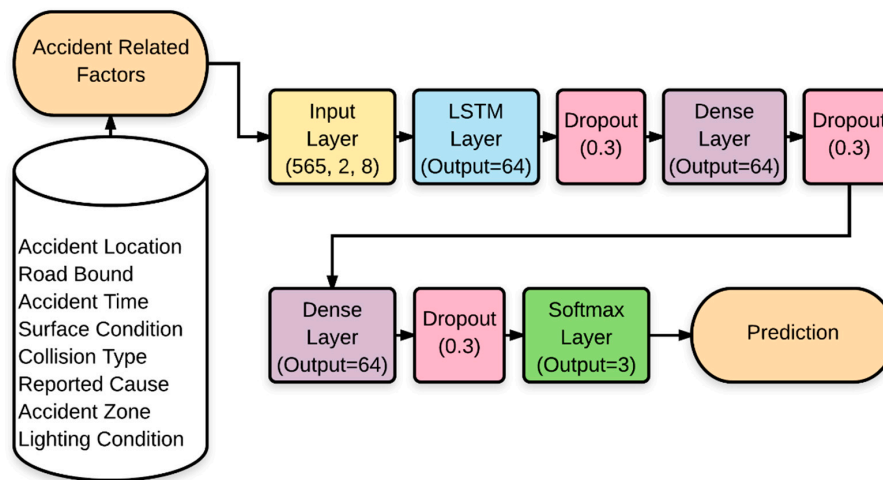 Accident Related
Factors
Accident Location
Road Bound
Accident Time
Surface Condition
Collision Type
Reported Cause
Accident Zone
Lighting Condition
Input
Layer
(565, 2, 8)
LSTM
Layer
(Output=64)
Dropout
(0.3)
Dense
Layer
(Output=64)
Dropout
(0.3)
Dense
Layer
(Output=64)
Dropout
(0.3)
Softmax
Layer
(Output=3)
Prediction